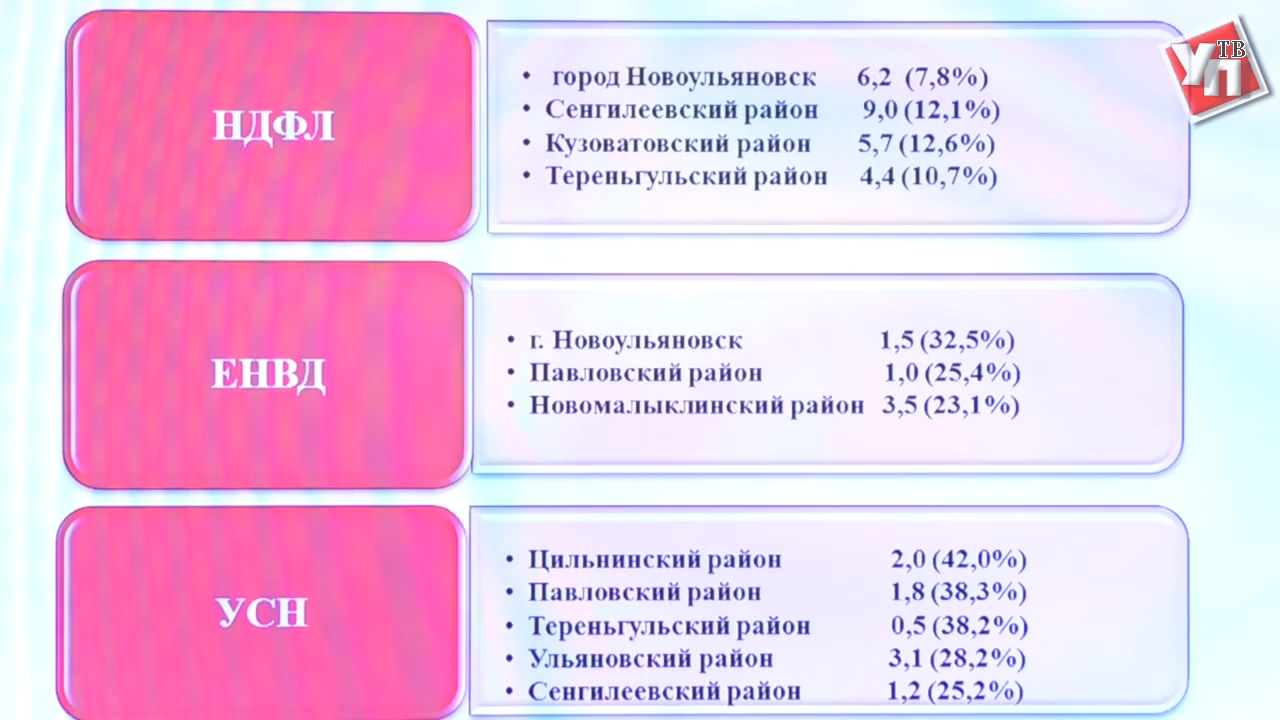 УП ТВ
НДФЛ
• город Новоульяновск 6,2 (7,8%)
• Сенгилеевский район 9,0 (12,1%)
• Кузоватовский район 5,7 (12,6%)
• Тереньгульский район 4,4 (10,7%)
ЕНВД
• г. Новоульяновск 1,5 (32,5%)
• Павловский район 1,0 (25,4%)
• Новомалыклинский район 3,5 (23,1%)
УСН
• Цильнинский район 2,0 (42,0%)
• Павловский район 1,8 (38,3%)
• Тереньгульский район 0,5 (38,2%)
• Ульяновский район 3,1 (28,2%)
• Сенгилеевский район 1,2 (25,2%)